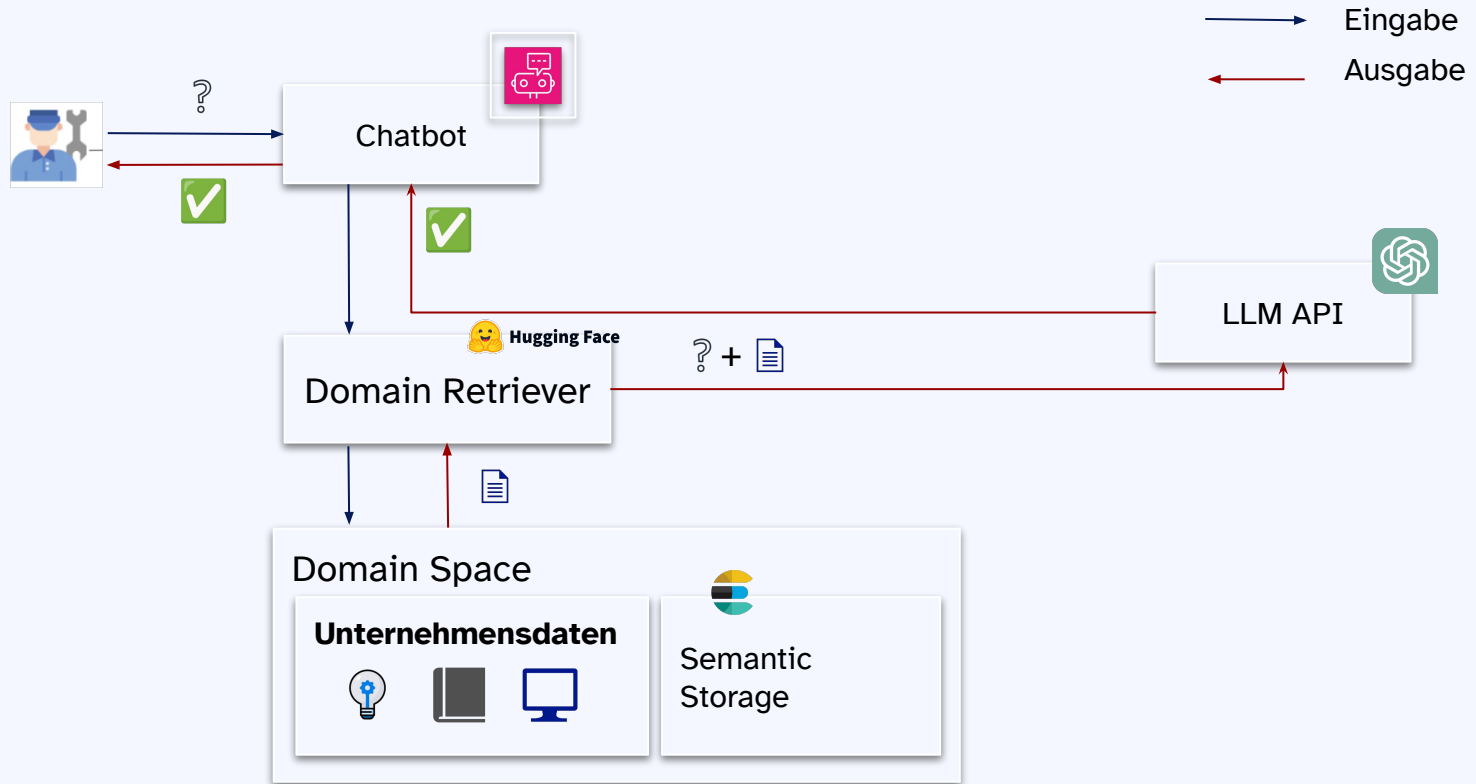 Eingabe
Ausgabe
?
Chatbot
LLM API
Hugging Face
? +
Domain Retriever
Domain Space
Unternehmensdaten
Semantic
Storage